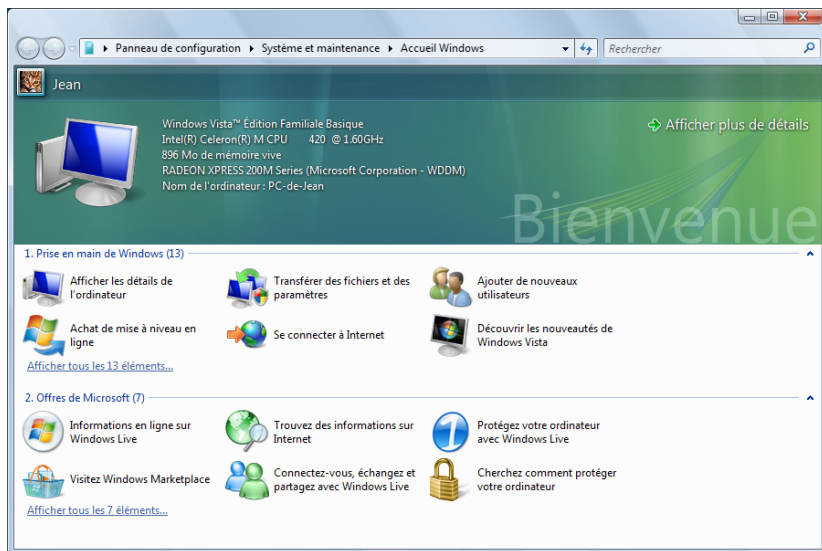 Panneau de configuration ▸ Système et maintenance ▸ Accueil Windows
Rechercher
Jean
Windows Vista™ Édition Familiale Basique
Intel(R) Celeron(R) M CPU 420 @ 1.60GHz
896 Mo de mémoire vive
RADEON XPRESS 200M Series (Microsoft Corporation - WDDM)
Nom de l'ordinateur : PC-de-Jean
Afficher plus de détails
Bienvenue
1. Prise en main de Windows (13)
Afficher les détails de
l'ordinateur
Transférer des fichiers et des
paramètres
Ajouter de nouveaux
utilisateurs
Achat de mise à niveau en
ligne
Se connecter à Internet
Découvrir les nouveautés de
Windows Vista
Afficher tous les 13 éléments...
2. Offres de Microsoft (7)
Informations en ligne sur
Windows Live
Trouvez des informations sur
Internet
Protégez votre ordinateur
avec Windows Live
Visitez Windows Marketplace
Connectez-vous, échangez et
partagez avec Windows Live
Cherchez comment protéger
votre ordinateur
Afficher tous les 7 éléments...